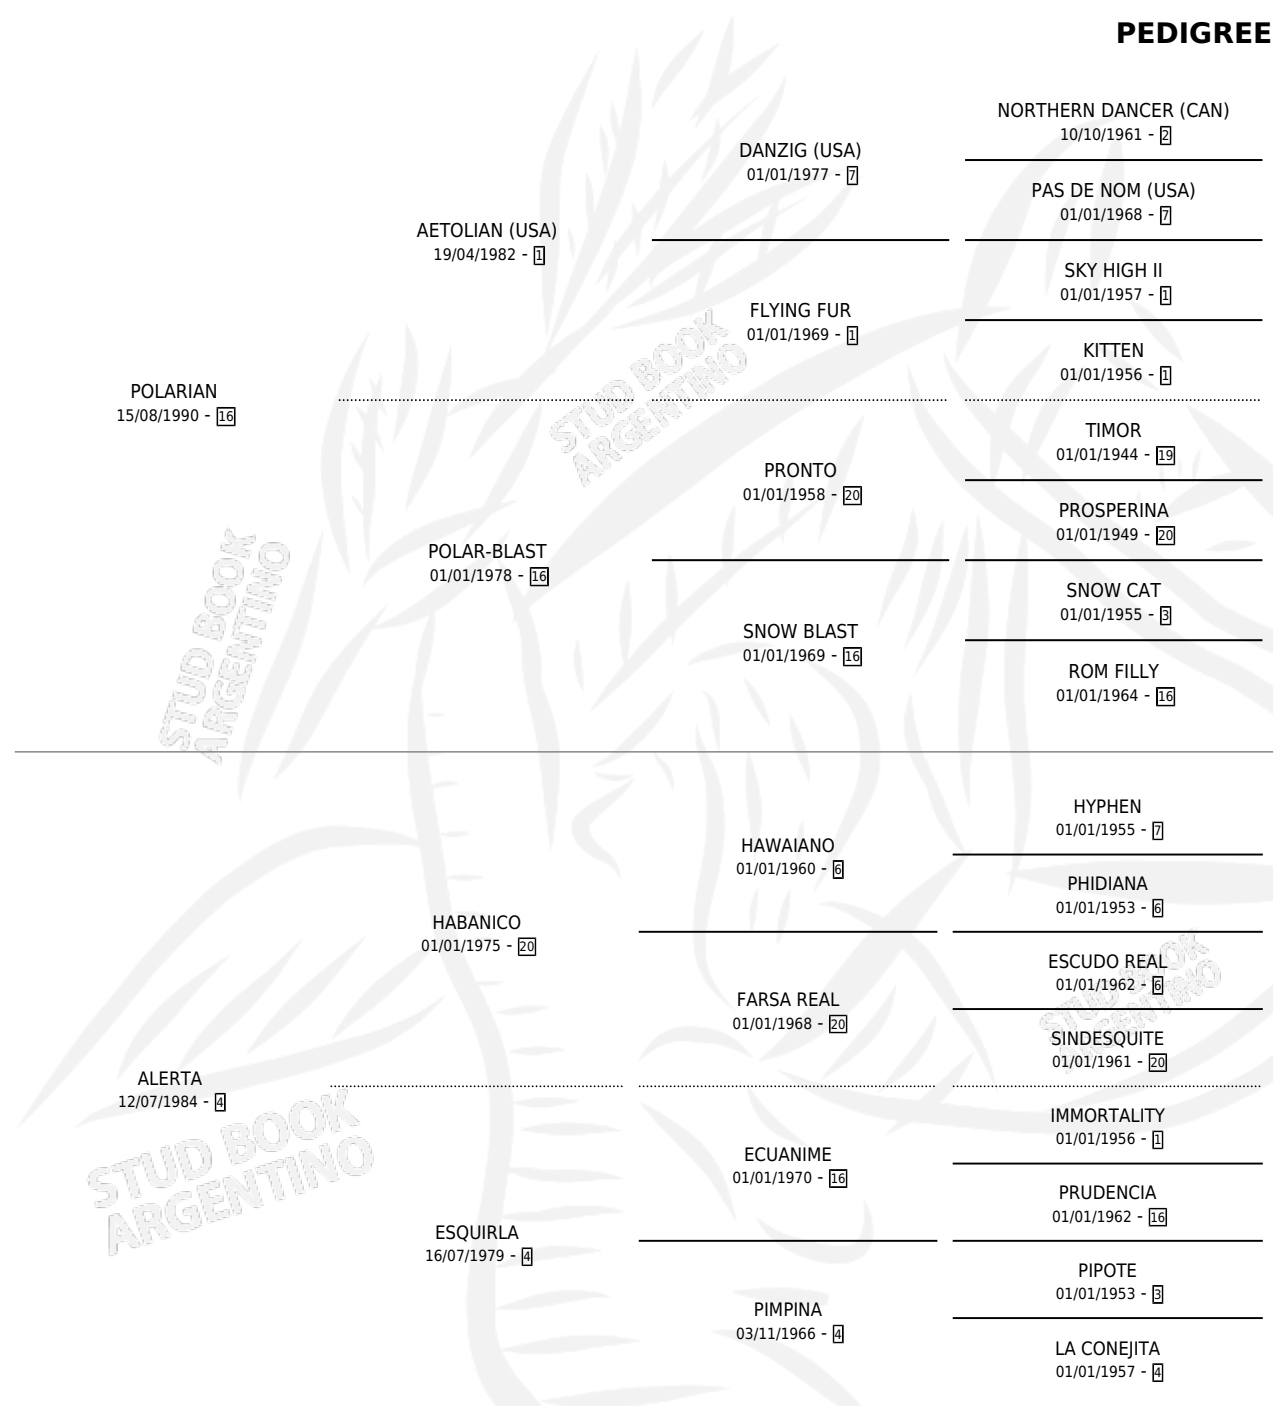 PEDIGREE
NORTHERN DANCER (CAN)
10/10/1961 - 2
DANZIG (USA)
01/01/1977 - 7
PAS DE NOM (USA)
01/01/1968 - 7
AETOLIAN (USA)
19/04/1982 - 1
SKY HIGH II
01/01/1957 - 1
FLYING FUR
01/01/1969 - 1
KITTEN
01/01/1956 - 1
POLARIAN
15/08/1990 - 16
TIMOR
01/01/1944 - 19
PRONTO
01/01/1958 - 20
PROSPERINA
01/01/1949 - 20
POLAR-BLAST
01/01/1978 - 16
SNOW CAT
01/01/1955 - 3
SNOW BLAST
01/01/1969 - 16
ROM FILLY
01/01/1964 - 16
HYPHEN
01/01/1955 - 7
HAWAIANO
01/01/1960 - 6
PHIDIANA
01/01/1953 - 6
HABANICO
01/01/1975 - 20
ESCUDO REAL
01/01/1962 - 6
FARSA REAL
01/01/1968 - 20
SINDESQUITE
01/01/1961 - 20
ALERTA
12/07/1984 - 4
IMMORTALITY
01/01/1956 - 1
ECUANIME
01/01/1970 - 16
PRUDENCIA
01/01/1962 - 16
ESQUIRLA
16/07/1979 - 4
PIPOTE
01/01/1953 - 3
PIMPINA
03/11/1966 - 4
LA CONEJITA
01/01/1957 - 4
STUD BOOK
ARGENTINO
STUD BOOK
ARGENTINO
STUD BOOK
ARGENTINO
STUD BOOK
ARGENTINO